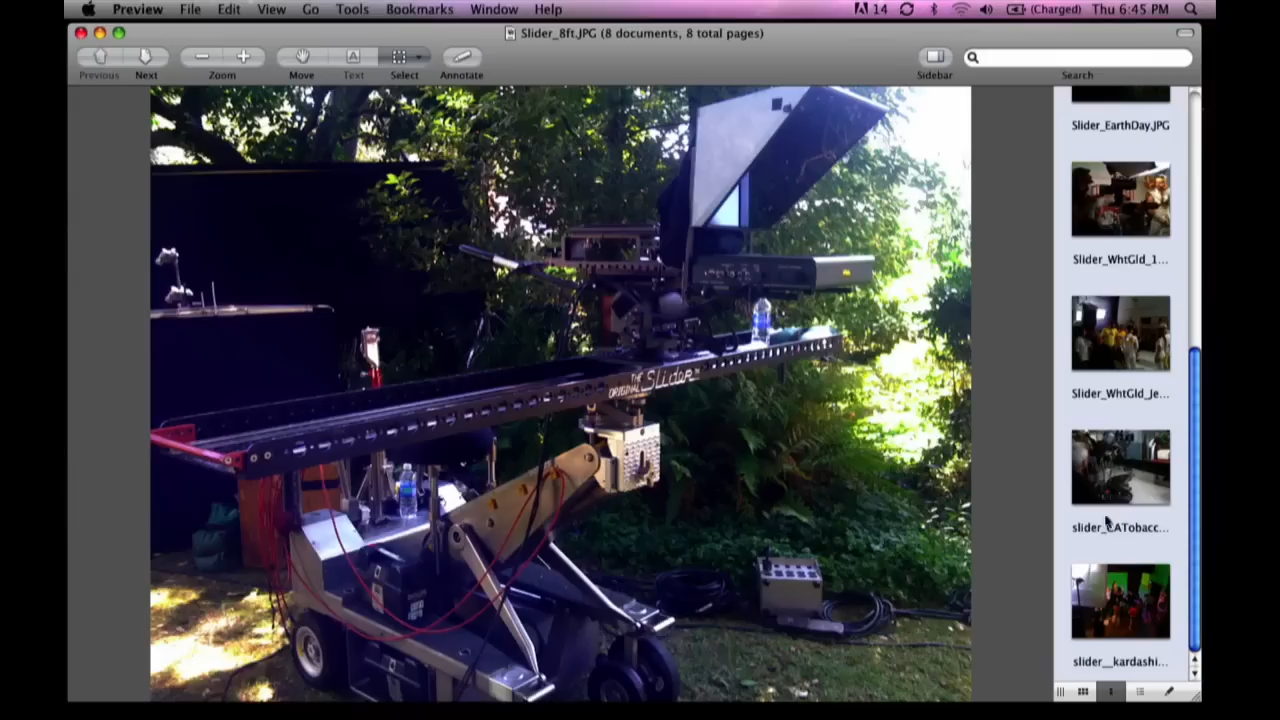 Preview File Edit View Go Tools Bookmarks Window Help 14 (Charged) Thu 6:45 PM
Slider_8ft.JPG (8 documents, 8 total pages)
Previous Next Zoom Move Text Select Annotate Sidebar Search
Slider_EarthDay.JPG
Slider_WhtGld_1...
Slider_WhtGld_Je...
slider_CATobacc...
slider__kardashi...
THE ORIGINAL Slider